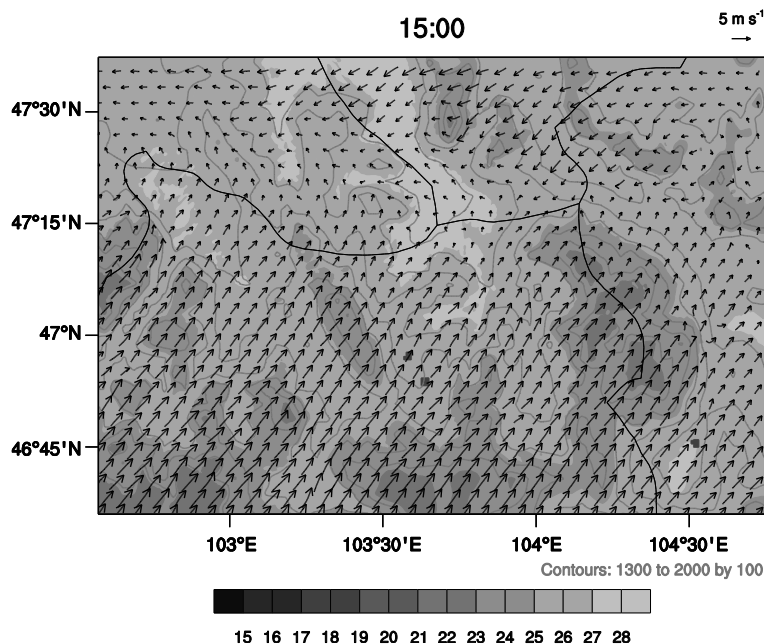 15:00
5 m s⁻¹
47°30'N
47°15'N
47°N
46°45'N
103°E 103°30'E 104°E 104°30'E
Contours: 1300 to 2000 by 100
15 16 17 18 19 20 21 22 23 24 25 26 27 28